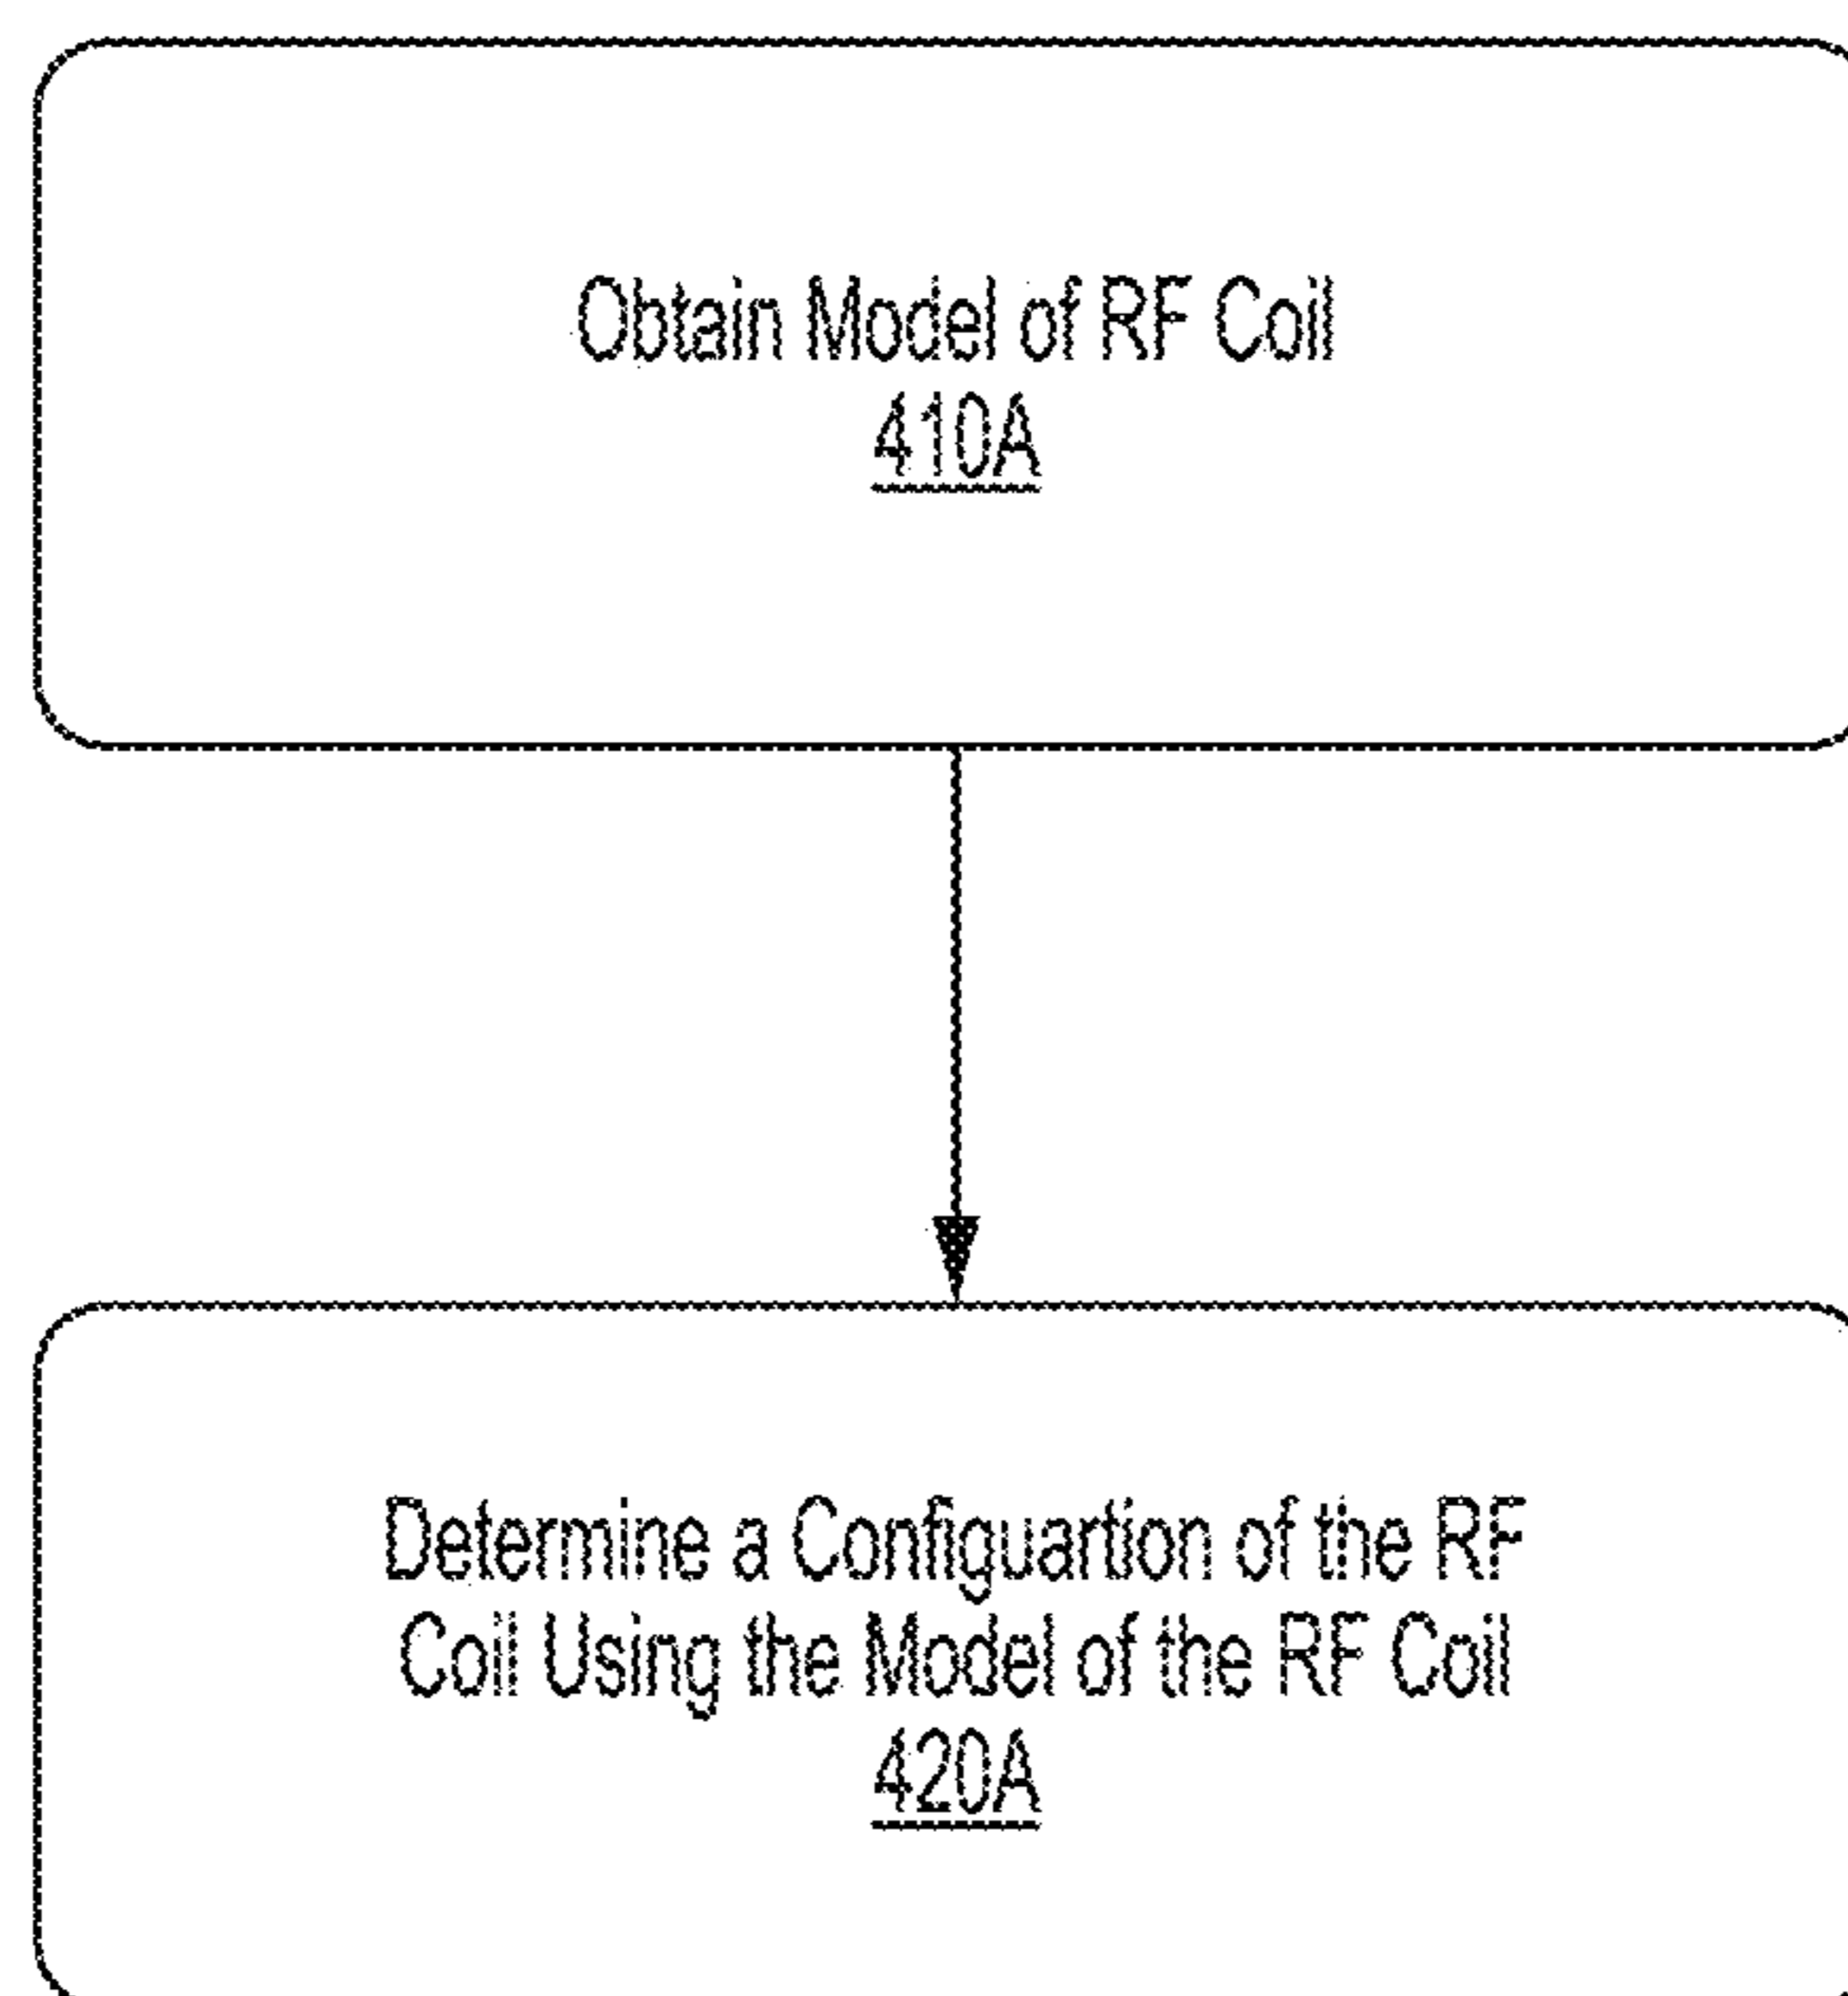 Obtain Model of RF Coil
410A
Determine a Configuartion of the RF
Coil Using the Model of the RF Coil
420A